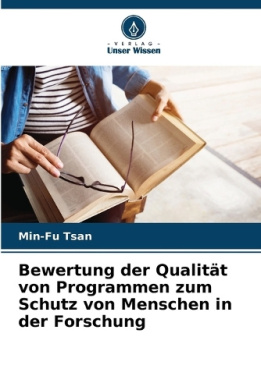 VERLAG
Unser Wissen
Min-Fu Tsan
Bewertung der Qualität
von Programmen zum
Schutz von Menschen in
der Forschung